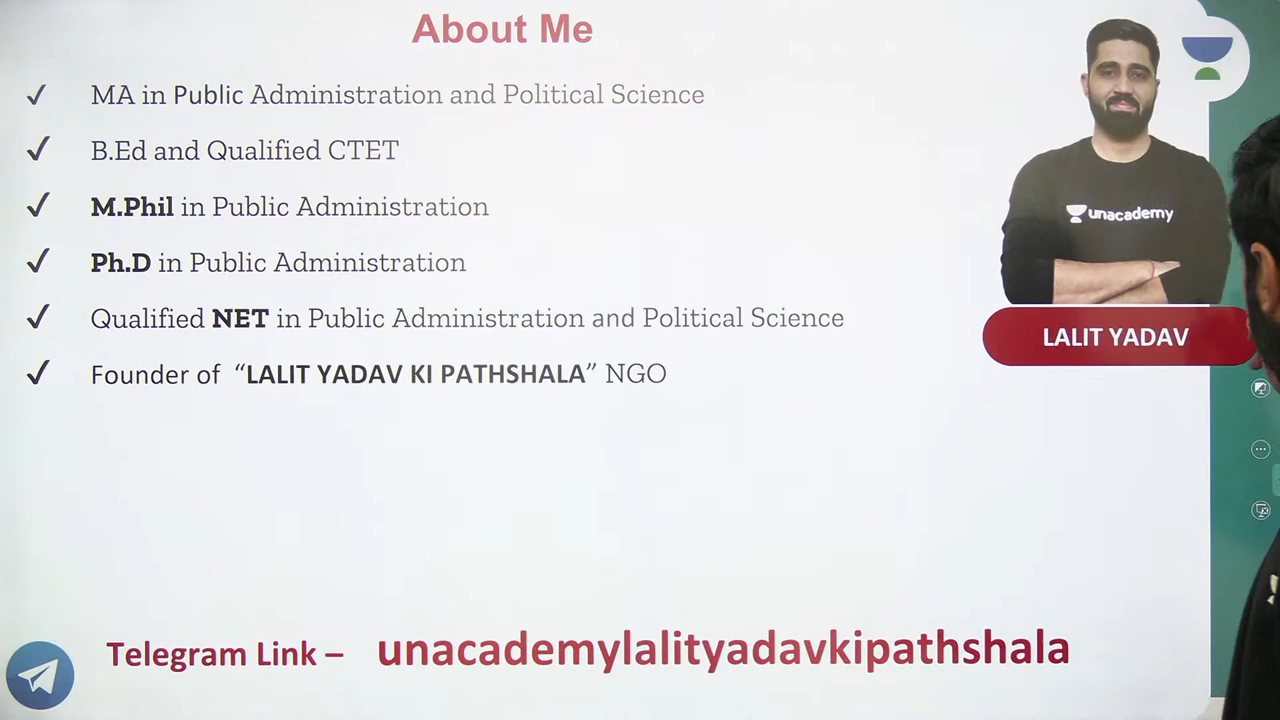 About Me
✓ MA in Public Administration and Political Science
✓ B.Ed and Qualified CTET
✓ M.Phil in Public Administration
✓ Ph.D in Public Administration
✓ Qualified NET in Public Administration and Political Science
✓ Founder of “LALIT YADAV KI PATHSHALA” NGO
unacademy
LALIT YADAV
Telegram Link – unacademylalityadavkipathshala